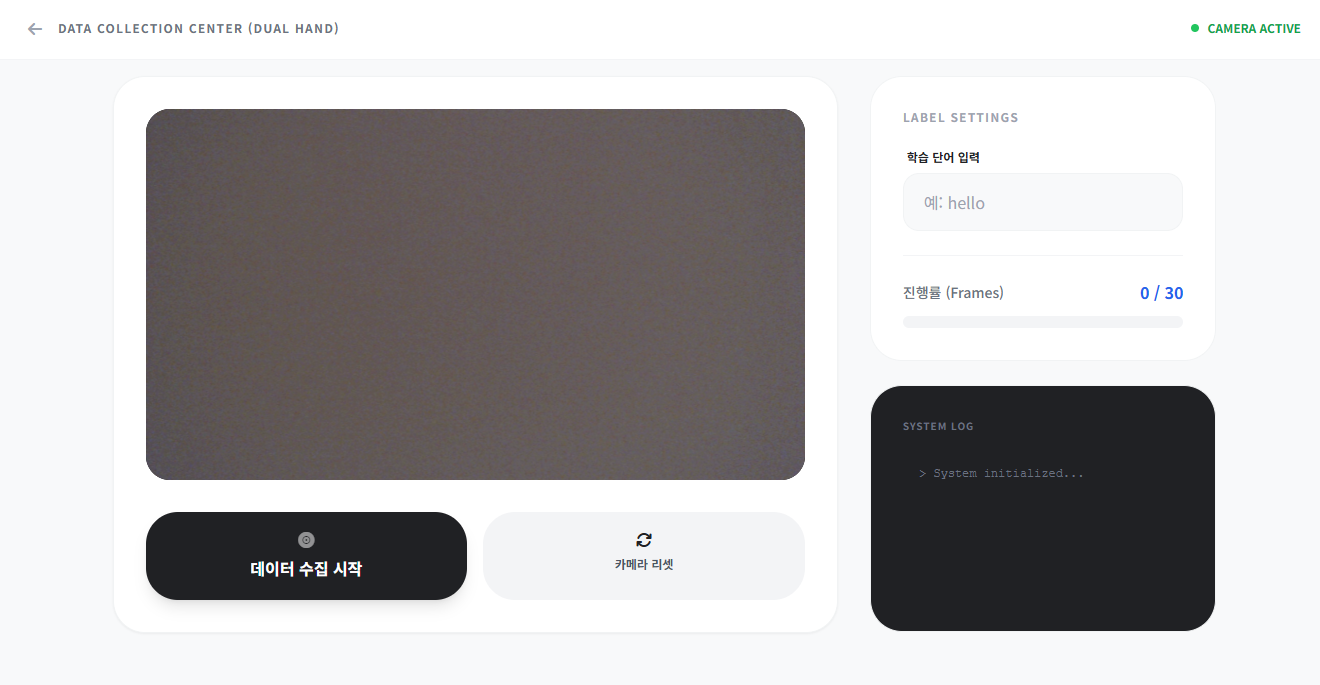 DATA COLLECTION CENTER (DUAL HAND)
CAMERA ACTIVE
데이터 수집 시작
카메라 리셋
LABEL SETTINGS
학습 단어 입력
예: hello
진행률 (Frames)
0 / 30
SYSTEM LOG
> System initialized...